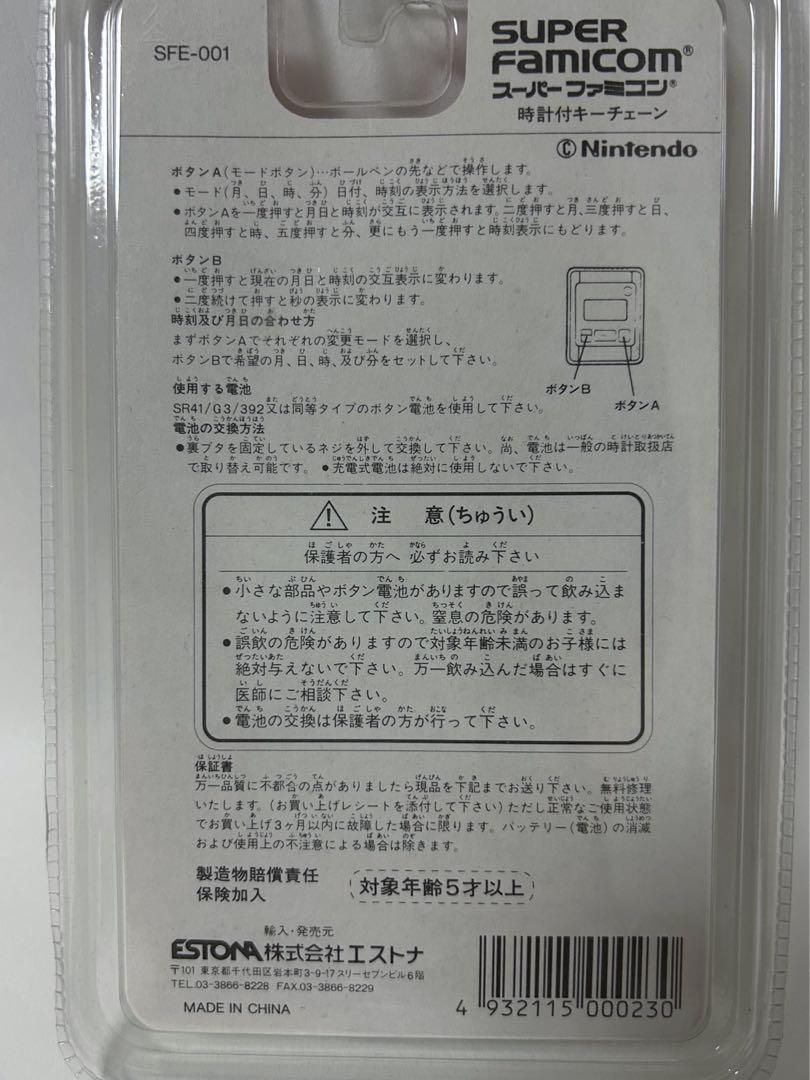 SFE-001
SUPER
FamicOM®
スーパーファミコン®
時計付キーチェーン
©Nintendo
ボタンA(モードボタン)…ボールペンの先などで操作します。
●モード(月、日、時、分)日付、時刻の表示方法を選択します。
●ボタンAを一度押すと月日と時刻が交互に表示されます。二度押すと月、三度押すと日、
四度押すと時、五度押すと分、更にもう一度押すと時刻表示にもどります。
ボタンB
●一度押すと現在の月日と時刻の交互表示に変わります。
●二度続けて押すと秒の表示に変わります。
時刻及び月日の合わせ方
まずボタンAでそれぞれの変更モードを選択し、
ボタンBで希望の月、日、時、及び分をセットして下さい。
ボタンB
ボタンA
使用する電池
SR41/G3/392又は同等タイプのボタン電池を使用して下さい。
電池の交換方法
●裏ブタを固定しているネジを外して交換して下さい。尚、電池は一般の時計取扱店
で取り替え可能です。●充電式電池は絶対に使用しないで下さい。
注 意(ちゅうい)
保護者の方へ 必ずお読み下さい
●小さな部品やボタン電池がありますので誤って飲み込ま
ないように注意して下さい。窒息の危険があります。
●誤飲の危険がありますので対象年齢未満のお子様には
絶対与えないで下さい。万一飲み込んだ場合はすぐに
医師にご相談下さい。
●電池の交換は保護者の方が行って下さい。
保証書
万一品質に不都合の点がありましたら現品を下記までお送り下さい。無料修理
いたします。(お買い上げレシートを添付して下さい)ただし正常なご使用状態
でお買い上げ3ヶ月以内に故障した場合に限ります。バッテリー(電池)の消滅
および使用上の不注意による場合は除きます。
製造物賠償責任
保険加入
対象年齢5才以上
輸入・発売元
ESTONA株式会社エストナ
〒101 東京都千代田区岩本町3-9-17スリーセブンビル6階
TEL.03-3866-8228 FAX.03-3866-8229
MADE IN CHINA
4 932115 000230